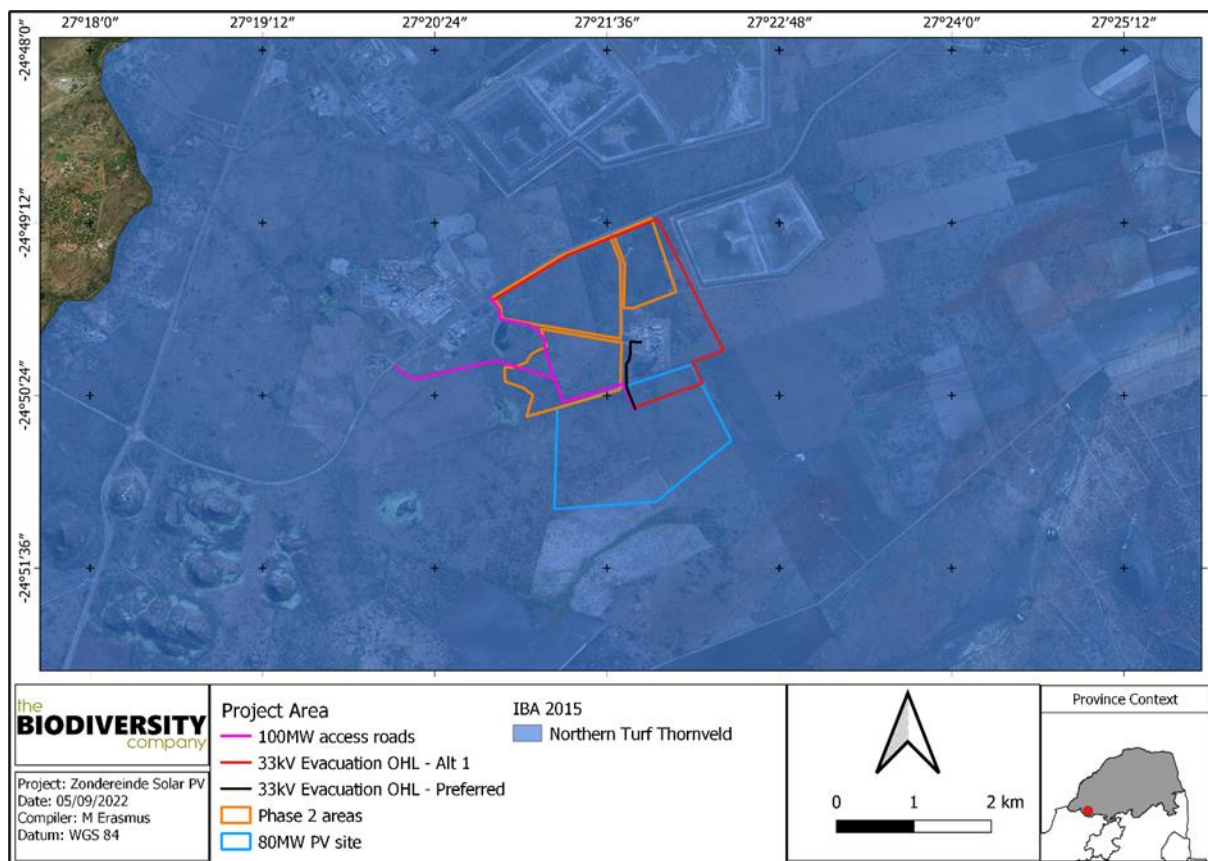 27°18'0" 27°19'12" 27°20'24" 27°21'36" 27°22'48" 27°24'0" 27°25'12"
-24°48'0"
-24°49'12"
-24°50'24"
-24°51'36"
the
BIODIVERSITY
company
Project: Zondereinde Solar PV
Date: 05/09/2022
Compiler: M Erasmus
Datum: WGS 84
Project Area
100MW access roads
33kV Evacuation OHL - Alt 1
33kV Evacuation OHL - Preferred
Phase 2 areas
80MW PV site
IBA 2015
Northern Turf Thornveld
0 1 2 km
Province Context